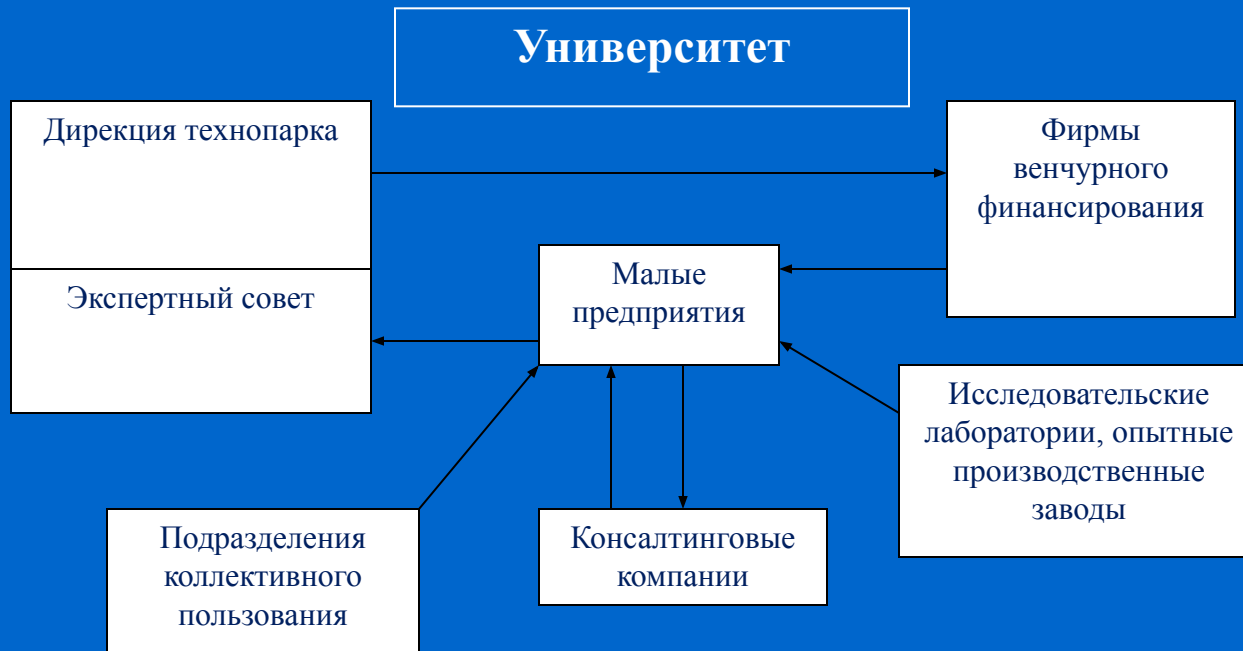 Университет
Дирекция технопарка
Экспертный совет
Фирмы
венчурного
финансирования
Малые
предприятия
Исследовательские
лаборатории, опытные
производственные
заводы
Подразделения
коллективного
пользования
Консалтинговые
компании